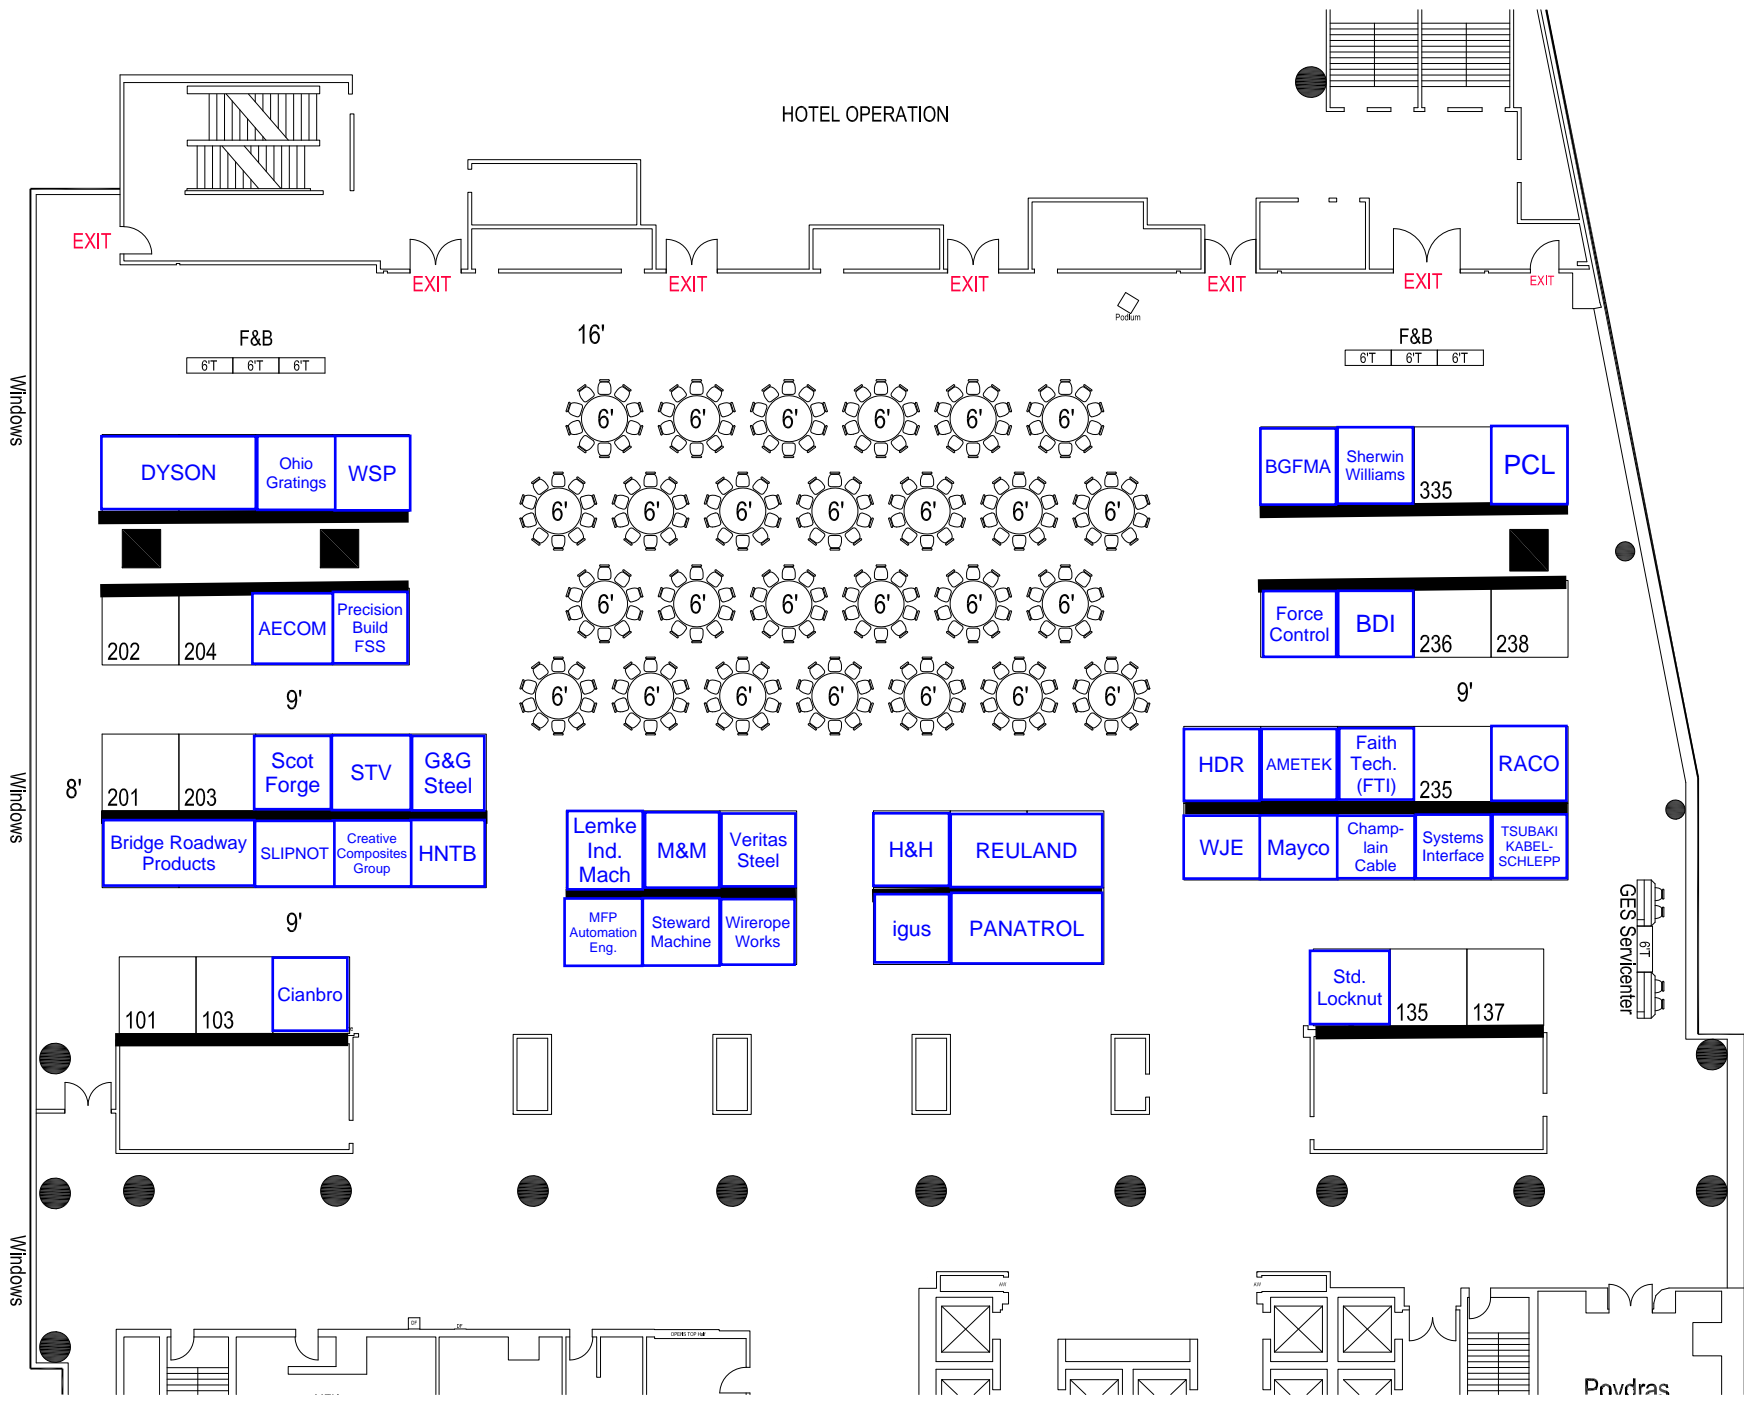 HOTEL OPERATION
EXIT
EXIT
EXIT
EXIT
EXIT
EXIT
EXIT
Podium
F&B
6'T 6'T 6'T
16'
F&B
6'T 6'T 6'T
Windows
6' 6' 6' 6' 6' 6'
DYSON
Ohio
Gratings
WSP
BGFMA
Sherwin
Williams
335
PCL
6' 6' 6' 6' 6' 6' 6'
202
204
AECOM
Precision
Build
FSS
6' 6' 6' 6' 6' 6'
Force
Control
BDI
236
238
9'
6' 6' 6' 6' 6' 6' 6'
9'
Windows
8'
201
203
Scot
Forge
STV
G&G
Steel
HDR
AMETEK
Faith
Tech.
(FTI)
235
RACO
Bridge Roadway
Products
SLIPNOT
Creative
Composites
Group
HNTB
Lemke
Ind.
Mach
M&M
Veritas
Steel
H&H
REULAND
WJE
Mayco
Champ-
lain
Cable
Systems
Interface
TSUBAKI
KABEL-
SCHLEPP
9'
MFP
Automation
Eng.
Steward
Machine
Wirerope
Works
igus
PANATROL
GES Servicenter
6'T
101
103
Cianbro
Std.
Locknut
135
137
Windows
DF
DF
OPENS TOP Half
Poydras